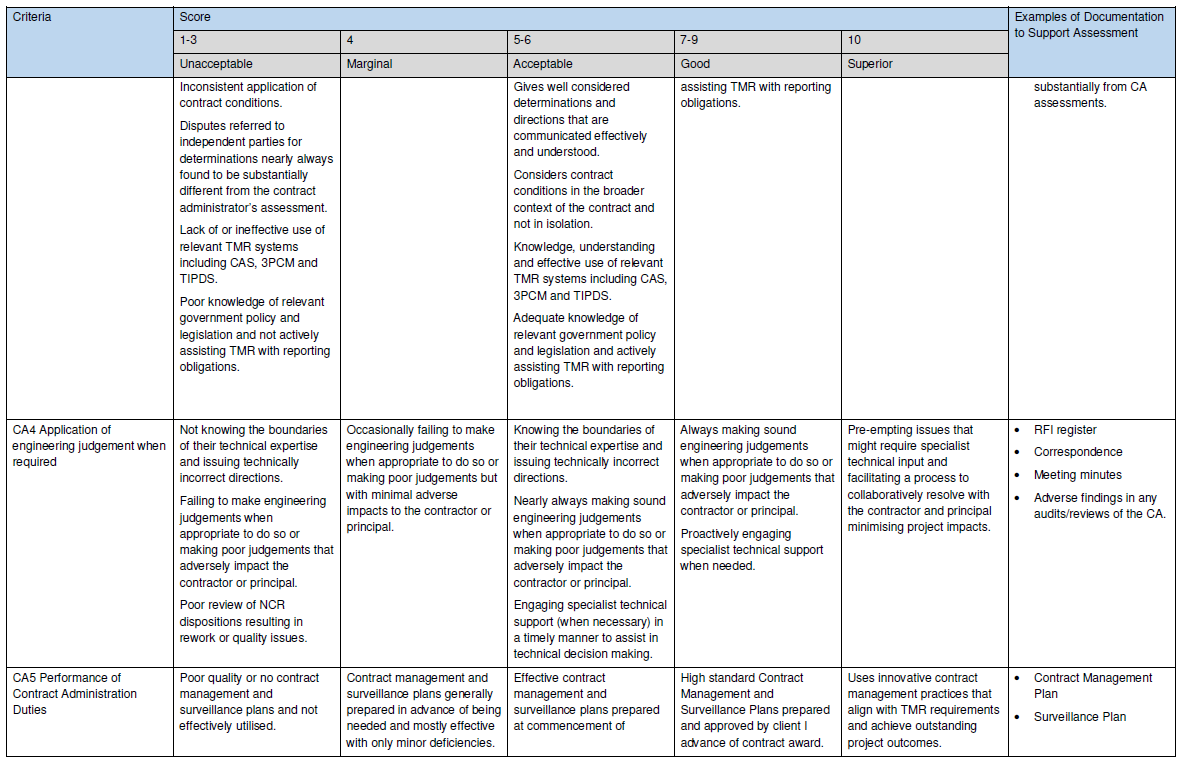 Criteria
Score
Examples of Documentation
to Support Assessment
1-3
4
5-6
7-9
10
Unacceptable
Marginal
Acceptable
Good
Superior
Inconsistent application of
contract conditions.
Disputes referred to
independent parties for
determinations nearly always
found to be substantially
different from the contract
administrator's assessment.
Lack of or ineffective use of
relevant TMR systems
including CAS, 3PCM and
TIPDS.
Poor knowledge of relevant
government policy and
legislation and not actively
assisting TMR with reporting
obligations.
Gives well considered
determinations and
directions that are
communicated effectively
and understood.
Considers contract
conditions in the broader
context of the contract and
not in isolation.
Knowledge, understanding
and effective use of relevant
TMR systems including CAS,
3PCM and TIPDS.
Adequate knowledge of
relevant government policy
and legislation and actively
assisting TMR with reporting
obligations.
assisting TMR with reporting
obligations.
substantially from CA
assessments.
CA4 Application of
engineering judgement when
required
Not knowing the boundaries
of their technical expertise
and issuing technically
incorrect directions.
Failing to make engineering
judgements when
appropriate to do so or
making poor judgements that
adversely impact the
contractor or principal.
Poor review of NCR
dispositions resulting in
rework or quality issues.
Occasionally failing to make
engineering judgements
when appropriate to do so or
making poor judgements but
with minimal adverse
impacts to the contractor or
principal.
Knowing the boundaries of
their technical expertise and
issuing technically incorrect
directions.
Nearly always making sound
engineering judgements
when appropriate to do so or
making poor judgements that
adversely impact the
contractor or principal.
Engaging specialist technical
support (when necessary) in
a timely manner to assist in
technical decision making.
Always making sound
engineering judgements
when appropriate to do so or
making poor judgements that
adversely impact the
contractor or principal.
Proactively engaging
specialist technical support
when needed.
Pre-empting issues that
might require specialist
technical input and
facilitating a process to
collaboratively resolve with
the contractor and principal
minimising project impacts.
• RFI register
• Correspondence
• Meeting minutes
• Adverse findings in any
audits/reviews of the CA.
CA5 Performance of
Contract Administration
Duties
Poor quality or no contract
management and
surveillance plans and not
effectively utilised.
Contract management and
surveillance plans generally
prepared in advance of being
needed and mostly effective
with only minor deficiencies.
Effective contract
management and
surveillance plans prepared
at commencement of
High standard Contract
Management and
Surveillance Plans prepared
and approved by client I
advance of contract award.
Uses innovative contract
management practices that
align with TMR requirements
and achieve outstanding
project outcomes.
• Contract Management
Plan
• Surveillance Plan